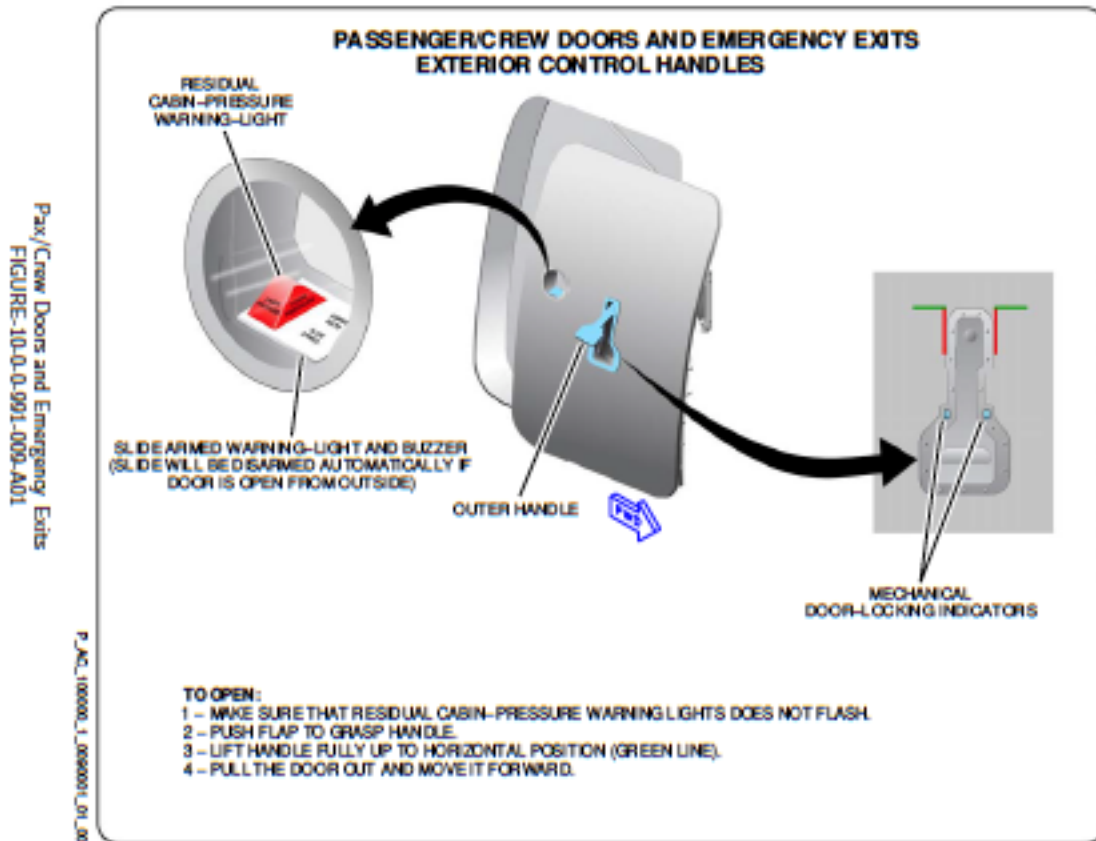 PASSENGER/CREW DOORS AND EMERGENCY EXITS
EXTERIOR CONTROL HANDLES
RESIDUAL
CABIN-PRESSURE
WARNING-LIGHT
SLIDE ARMED WARNING-LIGHT AND BUZZER
(SLIDE WILL BE DISARMED AUTOMATICALLY IF
DOOR IS OPEN FROM OUTSIDE)
OUTER HANDLE
FWD
MECHANICAL
DOOR-LOCKING INDICATORS
TO OPEN:
1 - MAKE SURE THAT RESIDUAL CABIN-PRESSURE WARNING LIGHTS DOES NOT FLASH.
2 - PUSH FLAP TO GRASP HANDLE.
3 - LIFT HANDLE FULLY UP TO HORIZONTAL POSITION (GREEN LINE).
4 - PULL THE DOOR OUT AND MOVE IT FORWARD.
Pax/Crew Doors and Emergency Exits
FIGURE-10-0-0-991-009-A01